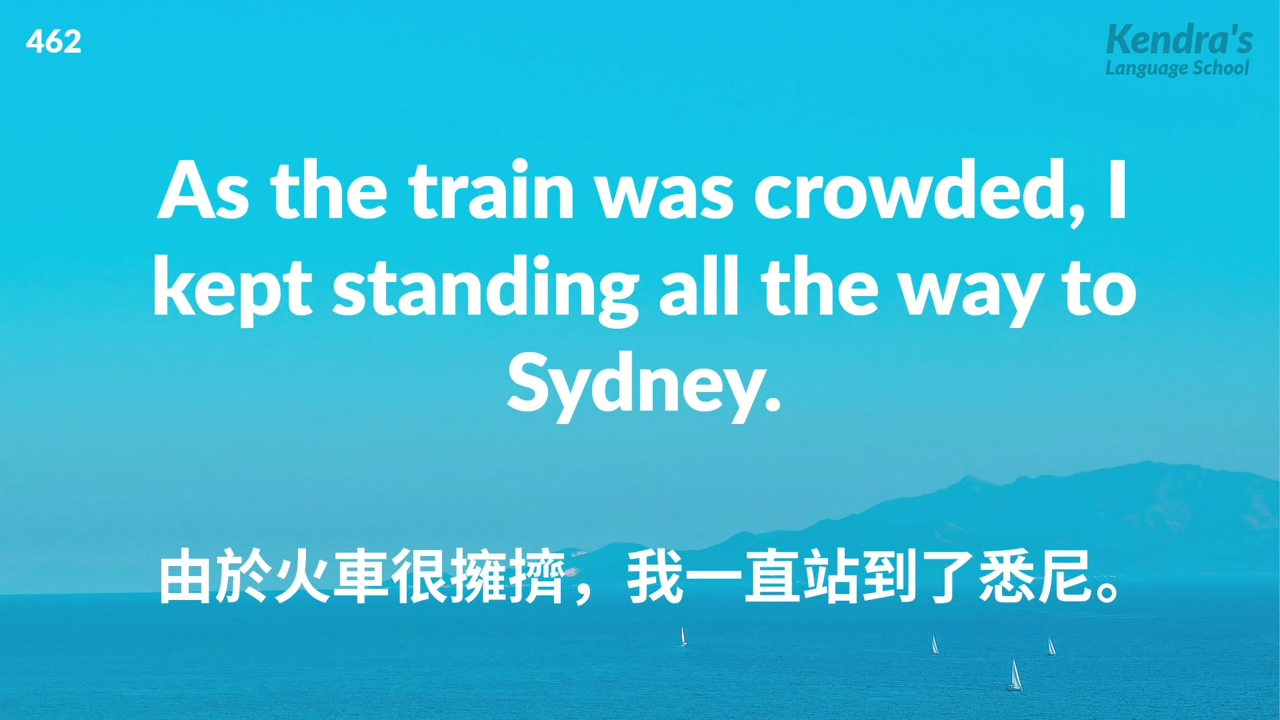 462
Kendra's
Language School
As the train was crowded, I
kept standing all the way to
Sydney.
由於火車很擁擠，我一直站到了悉尼。